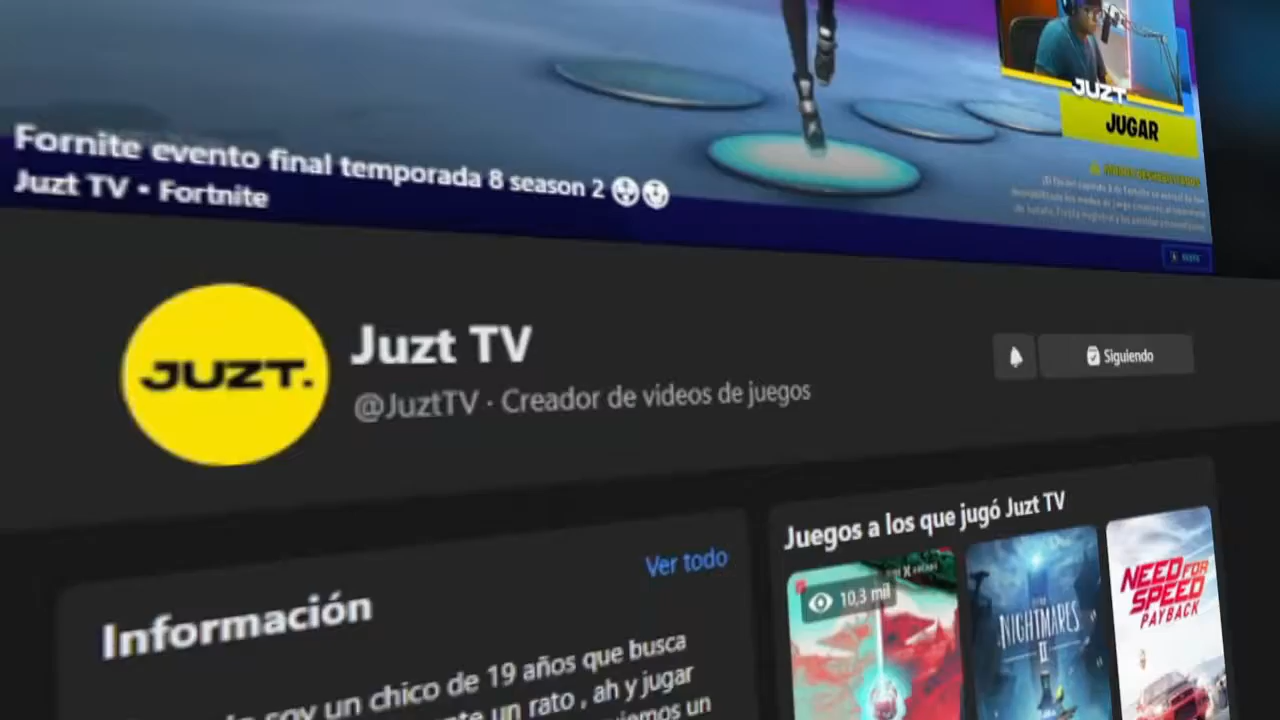 JUZT
JUGAR
Fornite evento final temporada 8 season 2
Juzt TV • Fortnite
JUZT.
Juzt TV
@JuztTV · Creador de videos de juegos
Siguiendo
Juegos a los que jugó Juzt TV
Ver todo
Información
soy un chico de 19 años que busca
un rato , ah y jugar
un
10,3 mil
NIGHTMARES
II
NEED FOR
SPEED
PAYBACK